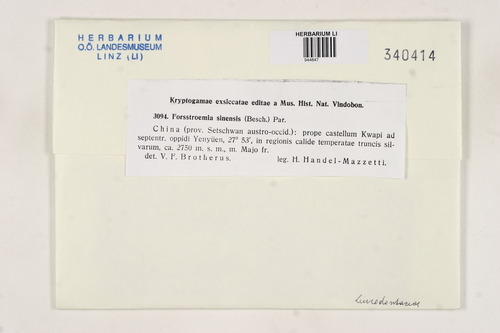 HERBARIUM
O.Ö. LANDESMUSEUM
LINZ (LI)
HERBARIUM LI
944647
340414
Kryptogamae exsiccatae editae a Mus. Hist. Nat. Vindobon.
3094. Forsstroemia sinensis (Besch.) Par.
China (prov. Setschwan austro-occid.): prope castellum Kwapi ad
septentr. oppidi Yenyüen, 27° 53', in regionis calide temperatae truncis sil-
varum, ca. 2750 m. s. m., m. Majo fr.
det. V. F. Brotherus. leg. H. Handel-Mazzetti.